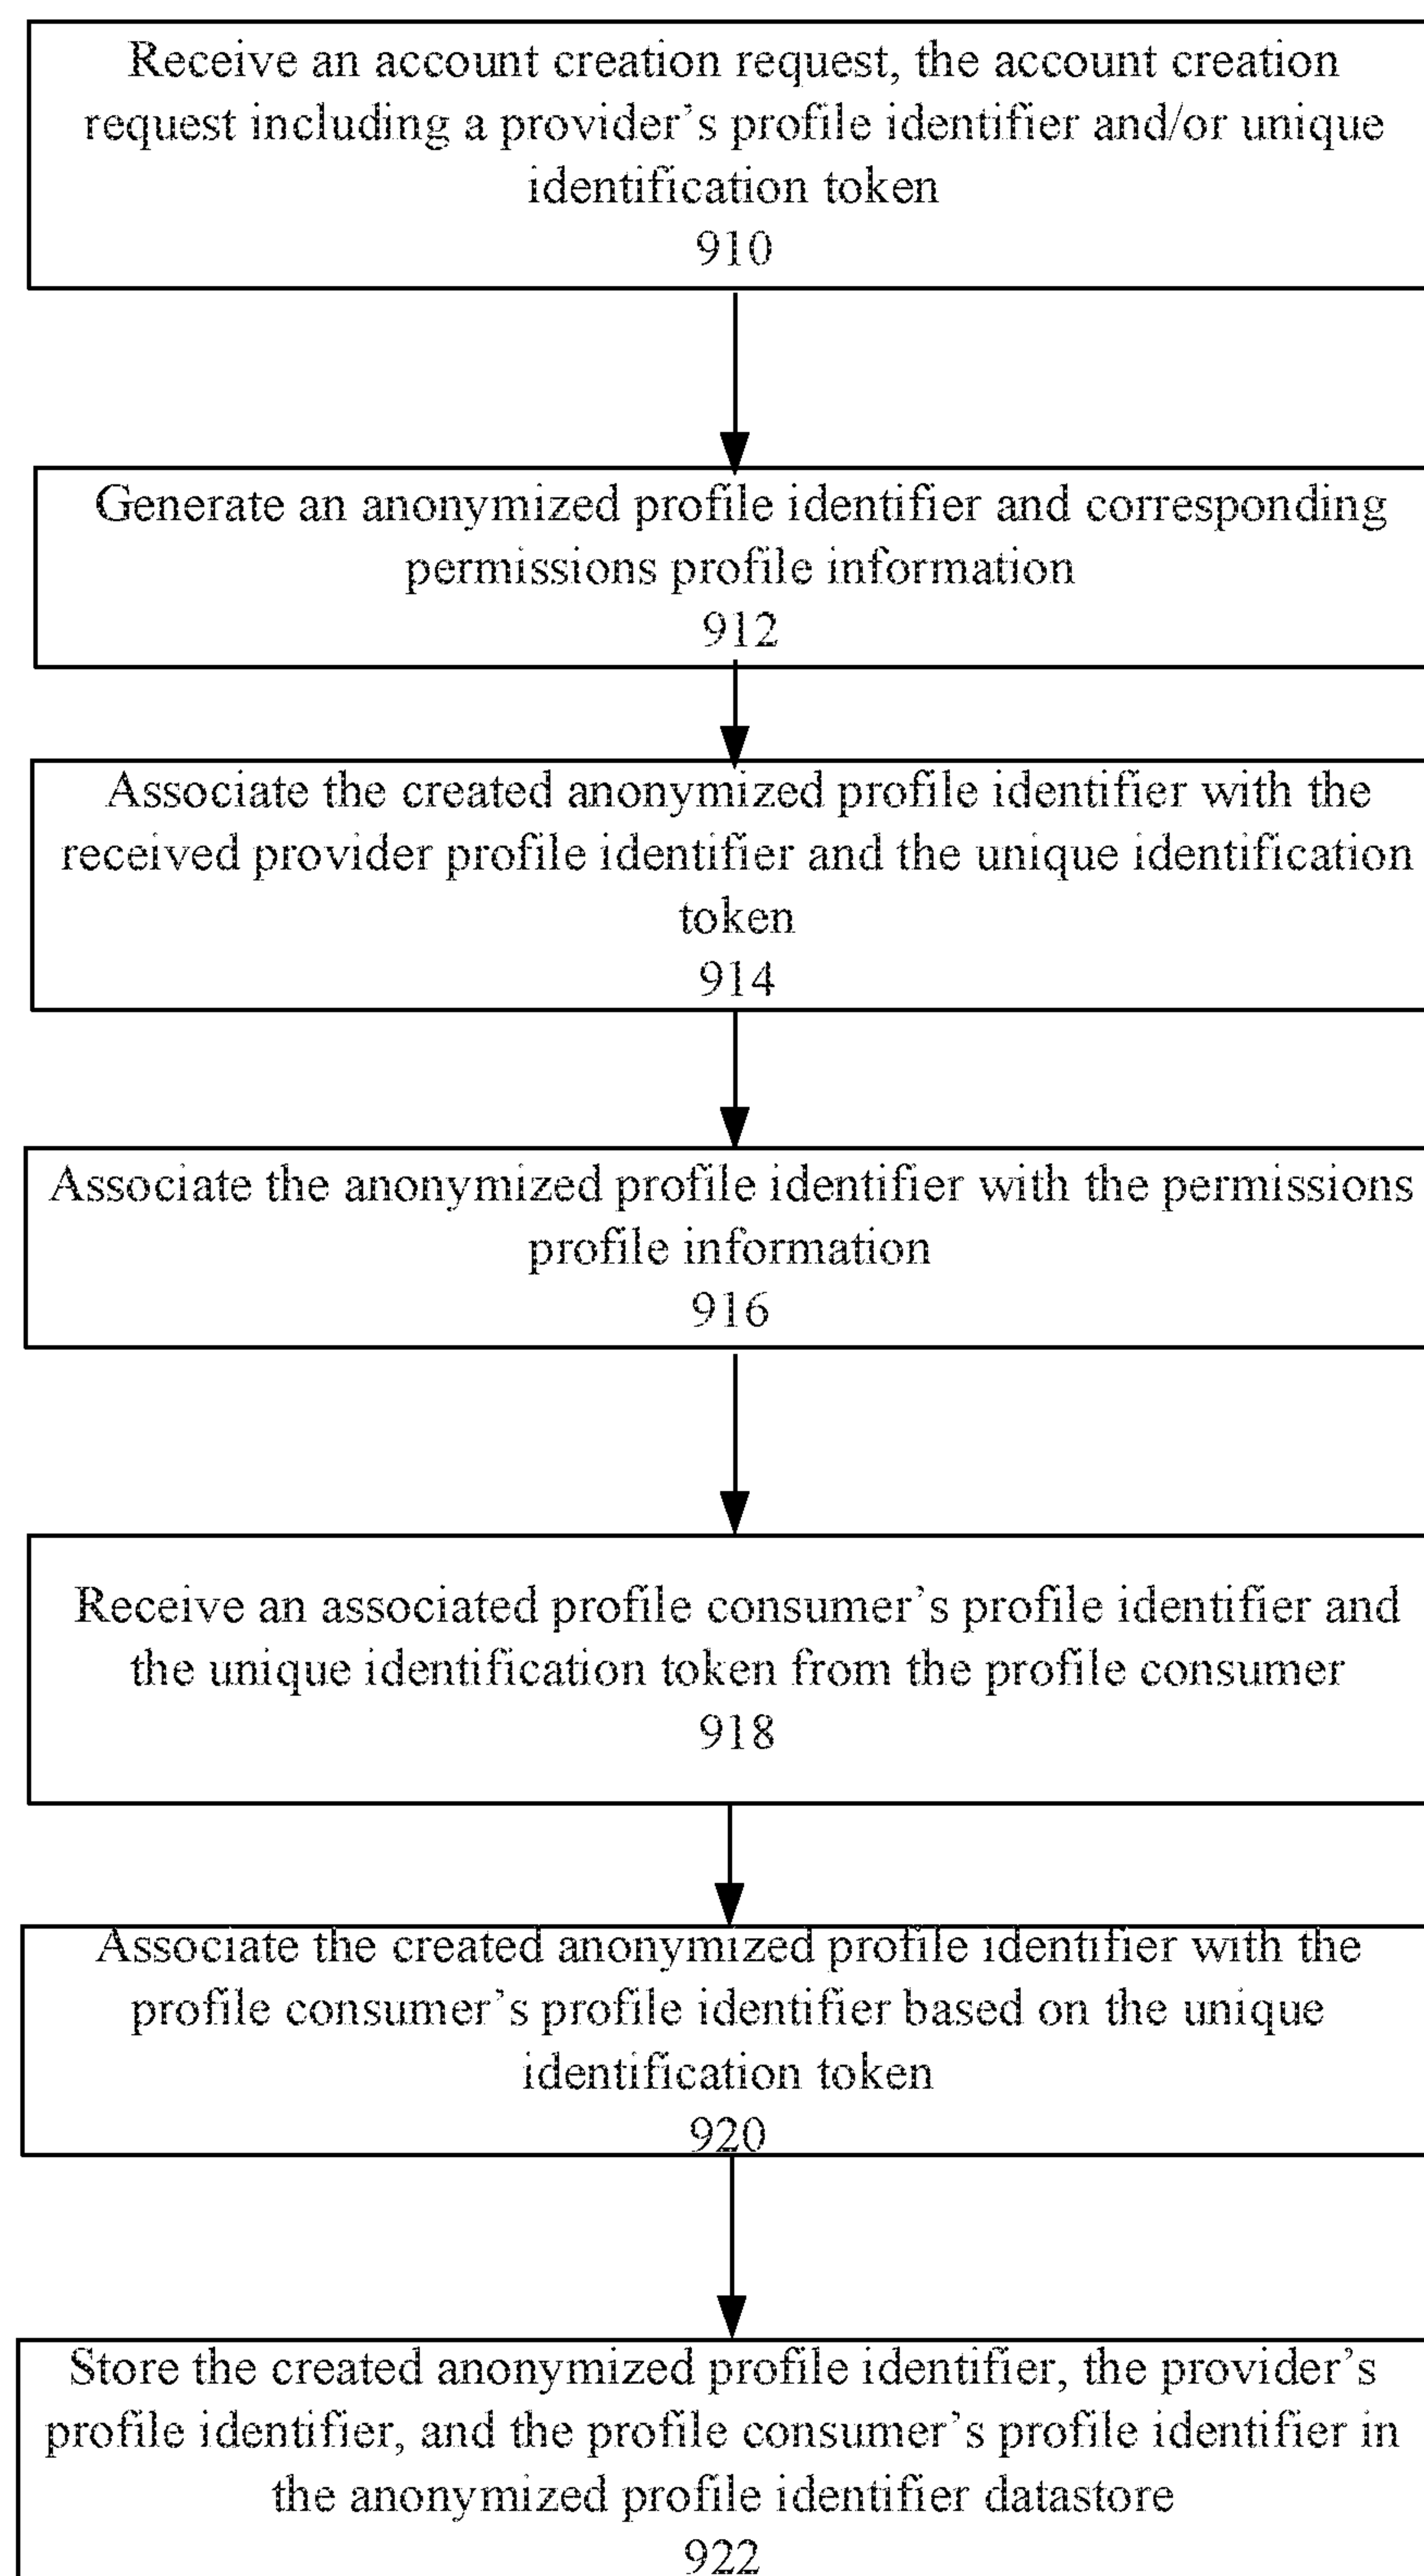 Receive an account creation request, the account creation
request including a provider’s profile identifier and/or unique
identification token
910
Generate an anonymized profile identifier and corresponding
permissions profile information
912
Associate the created anonymized profile identifier with the
received provider profile identifier and the unique identification
token
914
Associate the anonymized profile identifier with the permissions
profile information
916
Receive an associated profile consumer’s profile identifier and
the unique identification token from the profile consumer
918
Associate the created anonymized profile identifier with the
profile consumer’s profile identifier based on the unique
identification token
920
Store the created anonymized profile identifier, the provider’s
profile identifier, and the profile consumer’s profile identifier in
the anonymized profile identifier datastore
922